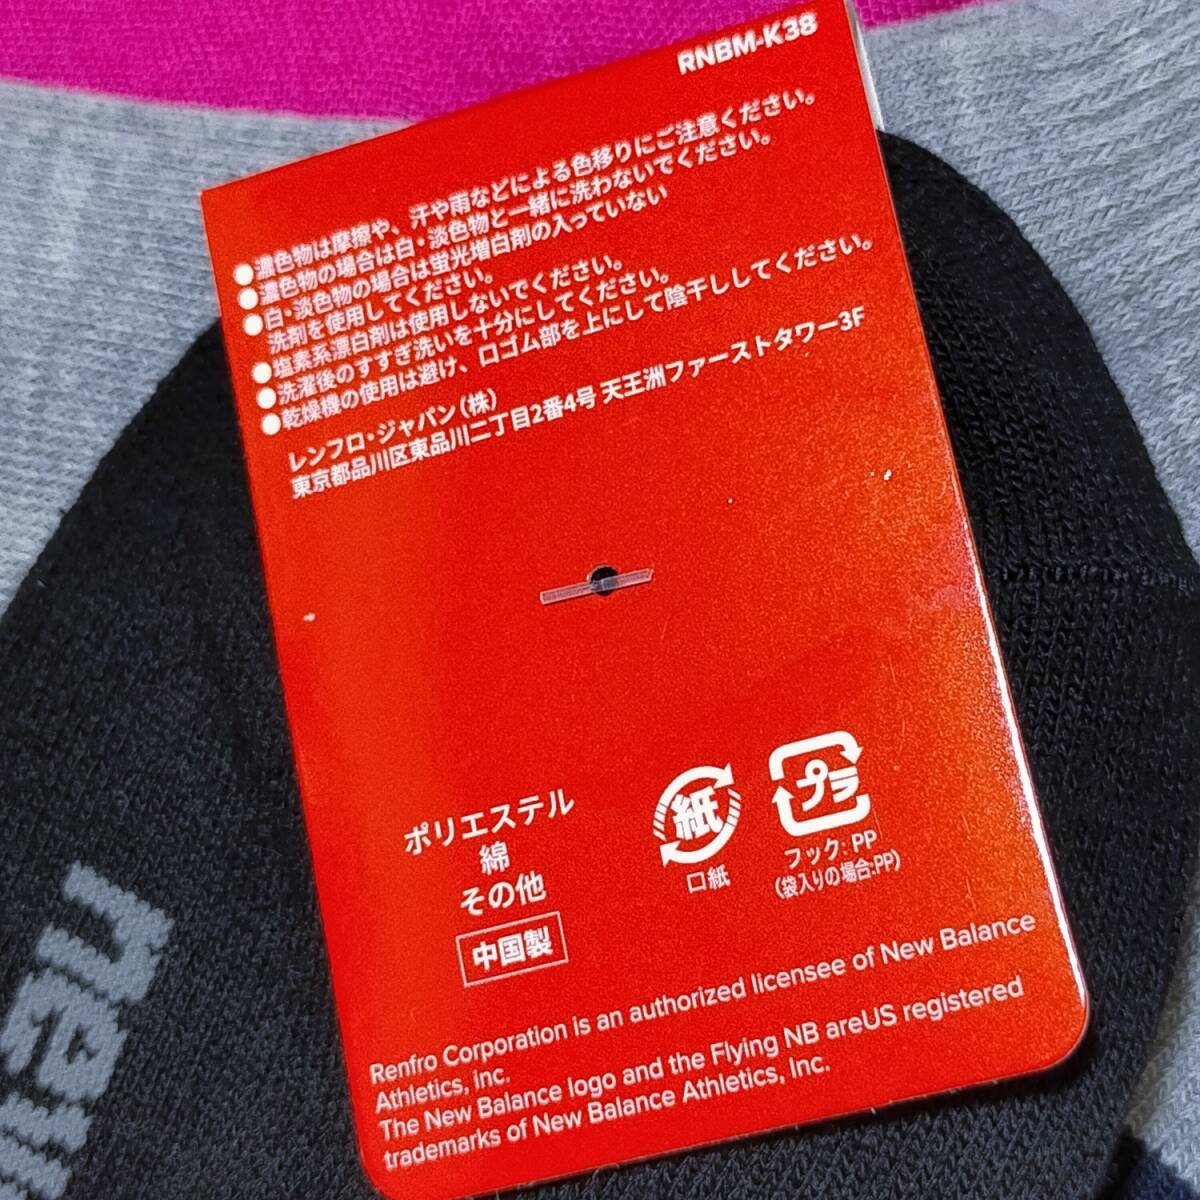 RNBM-K38
●濃色物は摩擦や、汗や雨などによる色移りにご注意ください。
●濃色物の場合は白・淡色物と一緒に洗わないでください。
●白・淡色物の場合は蛍光増白剤の入っていない
洗剤を使用してください。
●塩素系漂白剤は使用しないでください。
●洗濯後のすすぎ洗いを十分にしてください。
●乾燥機の使用は避け、口ゴム部を上にして陰干ししてください。
レンフロ・ジャパン(株)
東京都品川区東品川二丁目2番4号 天王洲ファーストタワー3F
ポリエステル
綿
その他
中国製
紙
口紙
プラ
フック: PP
(袋入りの場合:PP)
Renfro Corporation is an authorized licensee of New Balance
Athletics, Inc.
The New Balance logo and the Flying NB areUS registered
trademarks of New Balance Athletics, Inc.